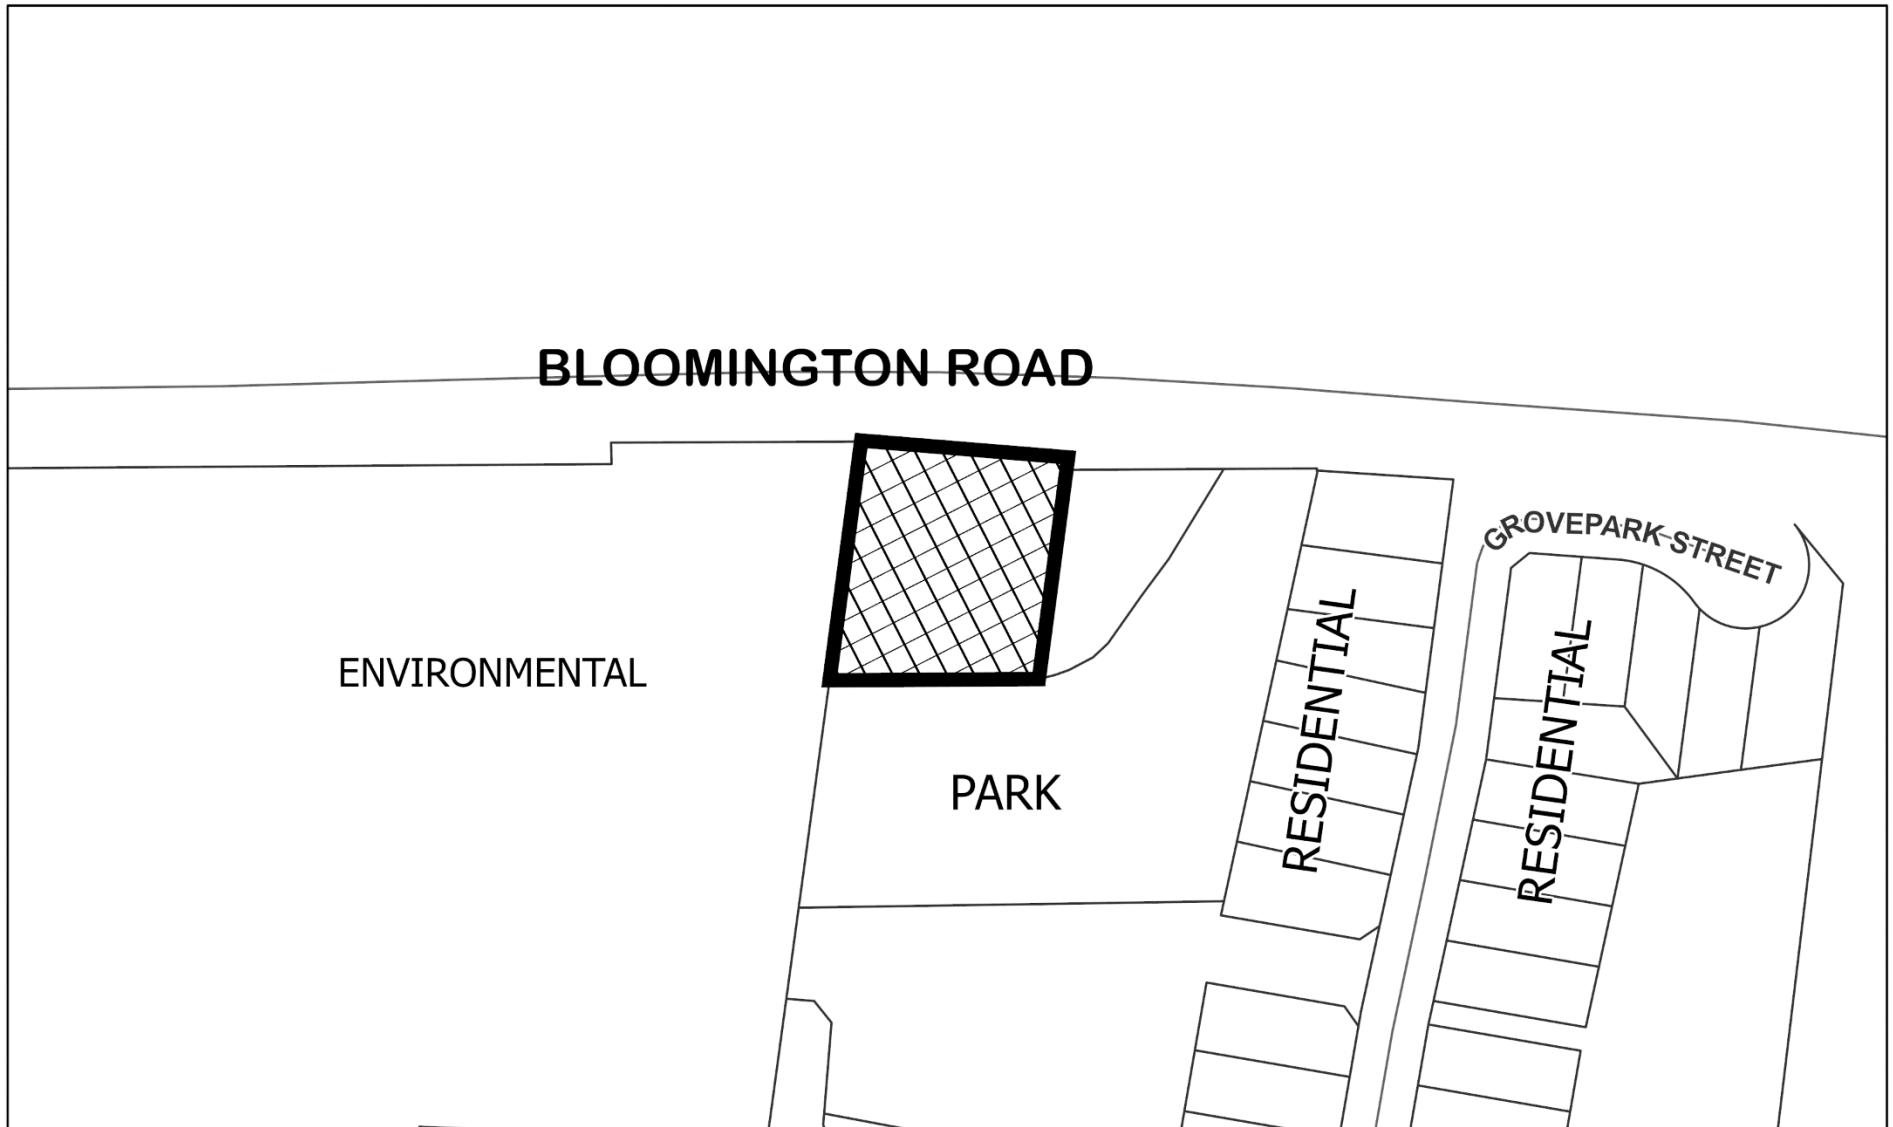 BLOOMINGTON ROAD
GROVEPARK STREET
ENVIRONMENTAL
PARK
RESIDENTIAL
RESIDENTIAL